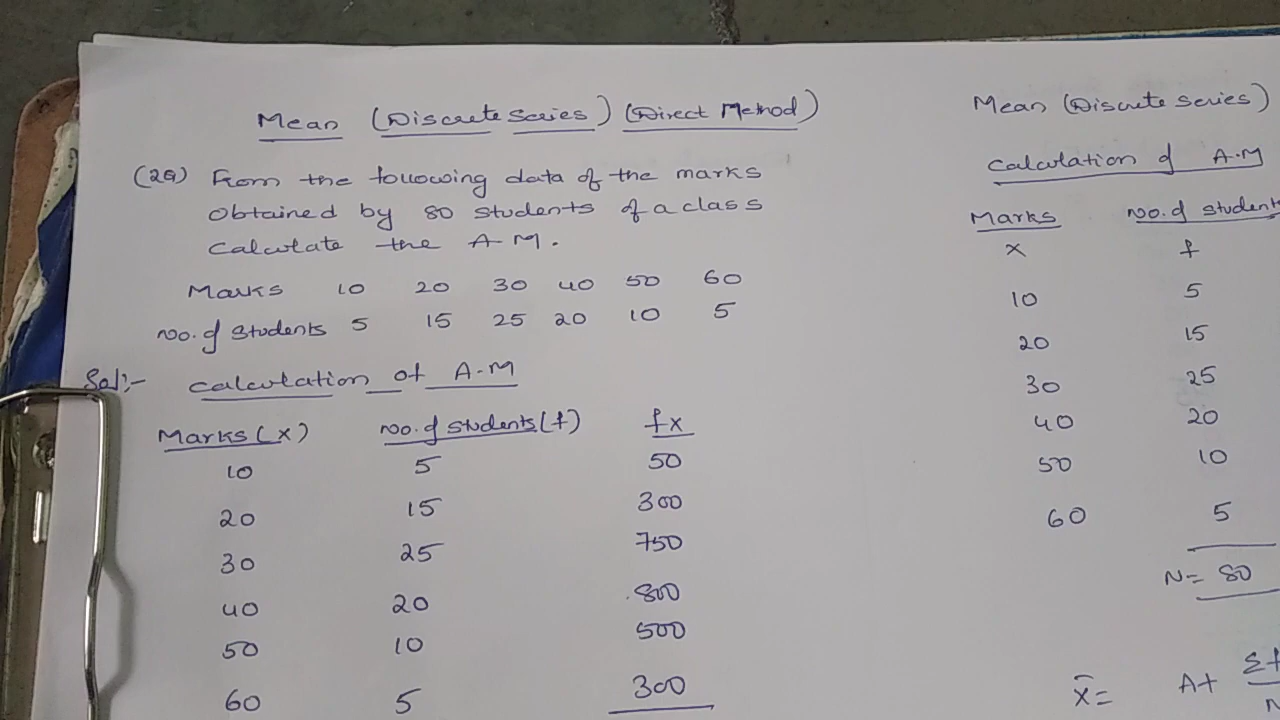 Mean (Discrete Series) (Direct Method)
(2Q) From the following data of the marks
obtained by 80 students of a class
Calculate the A-M.
Marks 10 20 30 40 50 60
No. of Students 5 15 25 20 10 5
Sol:- Calculation of A-M
Marks (x) No. of students (f) fx
10 5 50
20 15 300
30 25 750
40 20 800
50 10 500
60 5 300
Mean (Discrete Series)
Calculation of A.M
Marks No. of students
x f
10 5
20 15
30 25
40 20
50 10
60 5
N= 80
x̄= A+ Σf
N